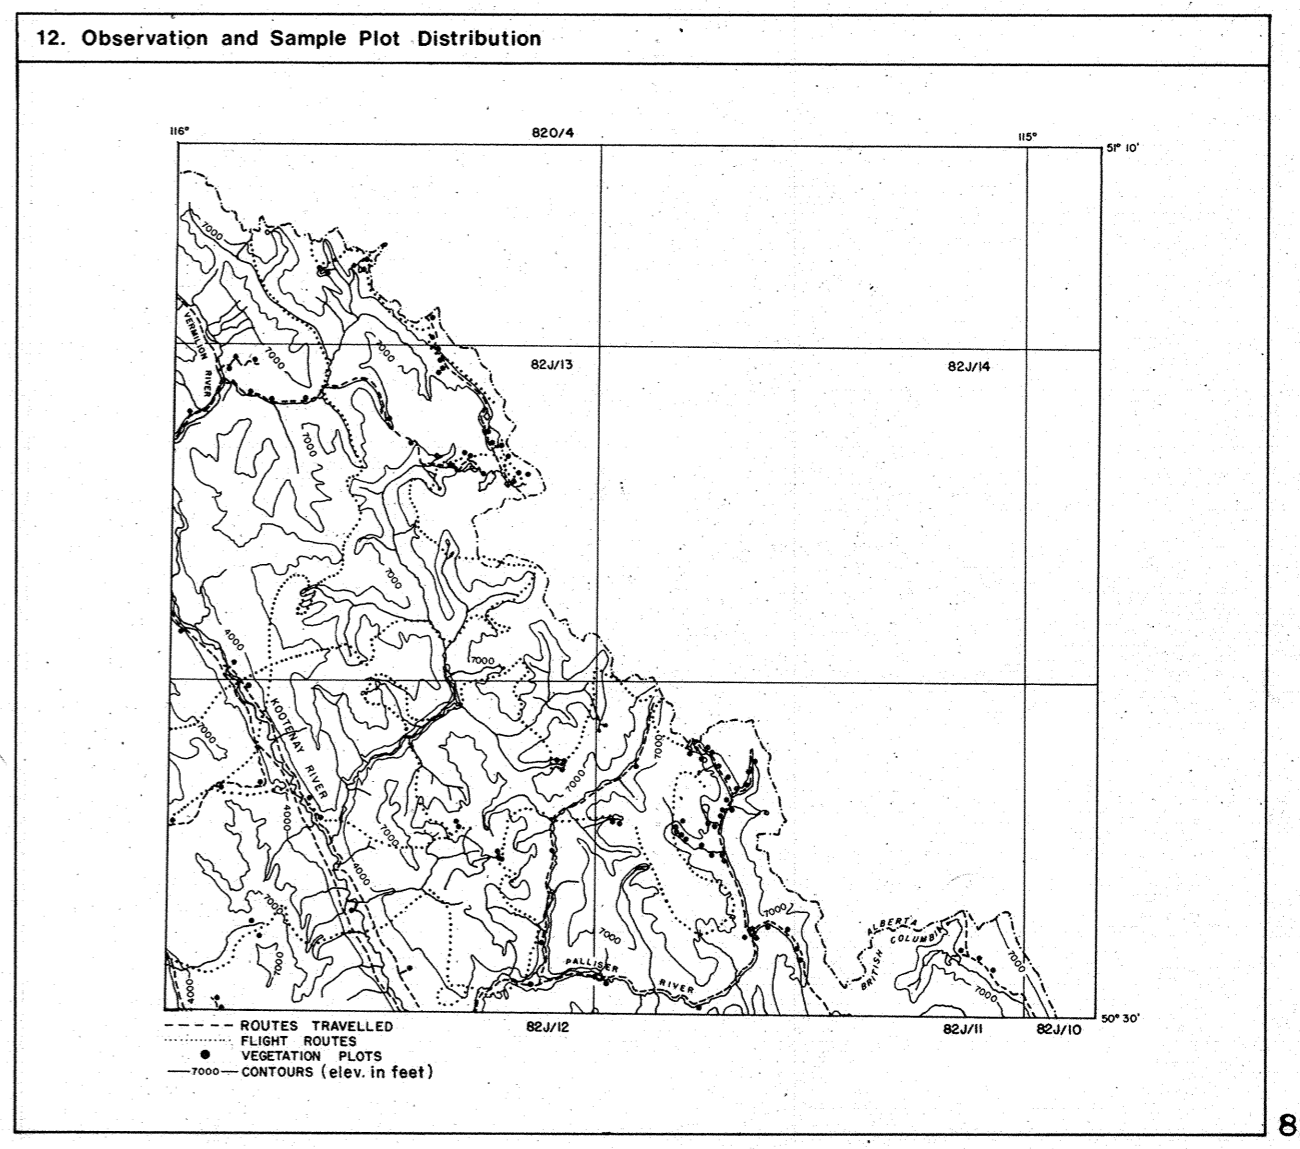 12. Observation and Sample Plot Distribution
116°
820/4
115°
51° 10'
7000
VERMILION RIVER
7000
7000
82J/13
82J/14
7000
7000
4000
7000
KOOTENAY RIVER
7000
7000
7000
4000
7000
4000
7000
7000
7000
ALBERTA
BRITISH COLUMBIA
7000
PALLISER RIVER
7000
7000
7000
4000
50° 30'
82J/12
82J/11
82J/10
ROUTES TRAVELLED
FLIGHT ROUTES
VEGETATION PLOTS
7000 CONTOURS (elev. in feet)
8